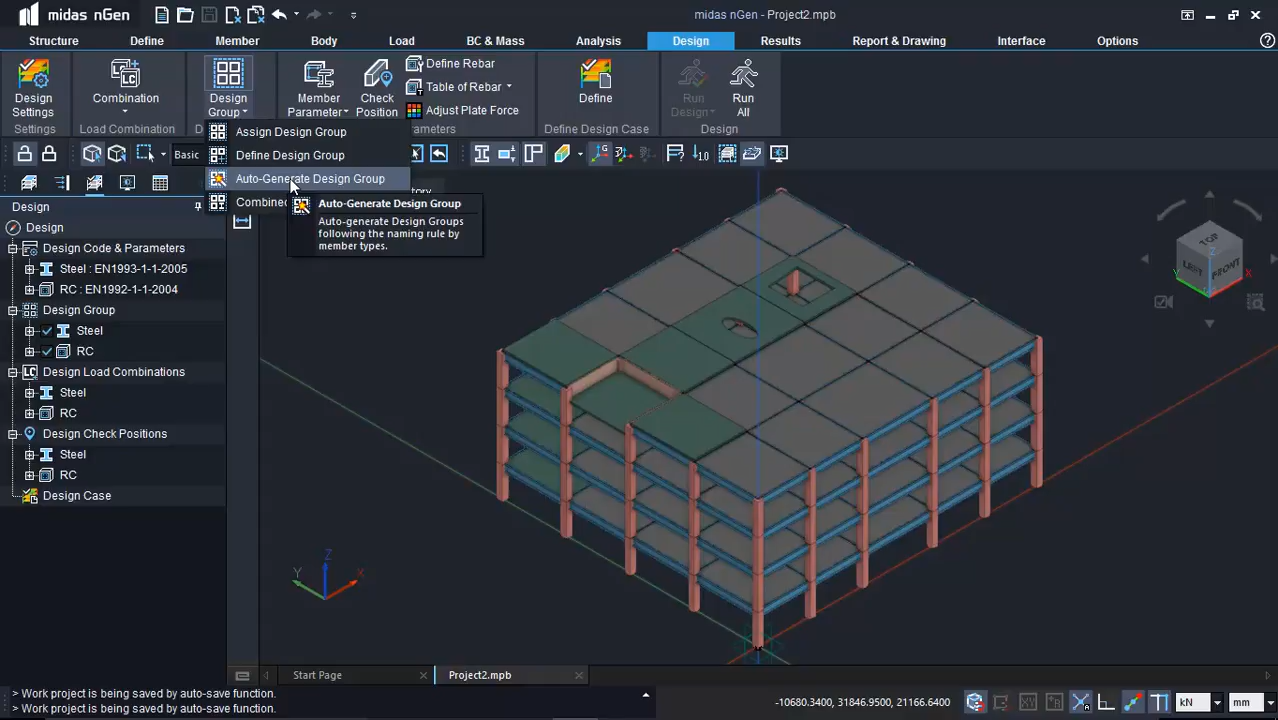 midas nGen
midas nGen - Project2.mpb
Structure
Define
Member
Body
Load
BC & Mass
Analysis
Design
Results
Report & Drawing
Interface
Options
Design
Settings
Settings
Combination
Load Combination
Design
Group
Member
Parameter
Check
Position
Define Rebar
Table of Rebar
Adjust Plate Force
Define
Define Design Case
Run
Design
Run
All
Design
Assign Design Group
Define Design Group
Auto-Generate Design Group
Auto-Generate Design Group
Auto-generate Design Groups
following the naming rule by
member types.
Basic
Design
Design
Design Code & Parameters
Steel : EN1993-1-1-2005
RC : EN1992-1-1-2004
Design Group
Steel
RC
Design Load Combinations
Steel
RC
Design Check Positions
Steel
RC
Design Case
TOP
LEFT
FRONT
Z
Y
X
Z
Y
X
Start Page
Project2.mpb
> Work project is being saved by auto-save function.
> Work project is being saved by auto-save function.
-10680.3400, 31846.9500, 21166.6400
kN
mm